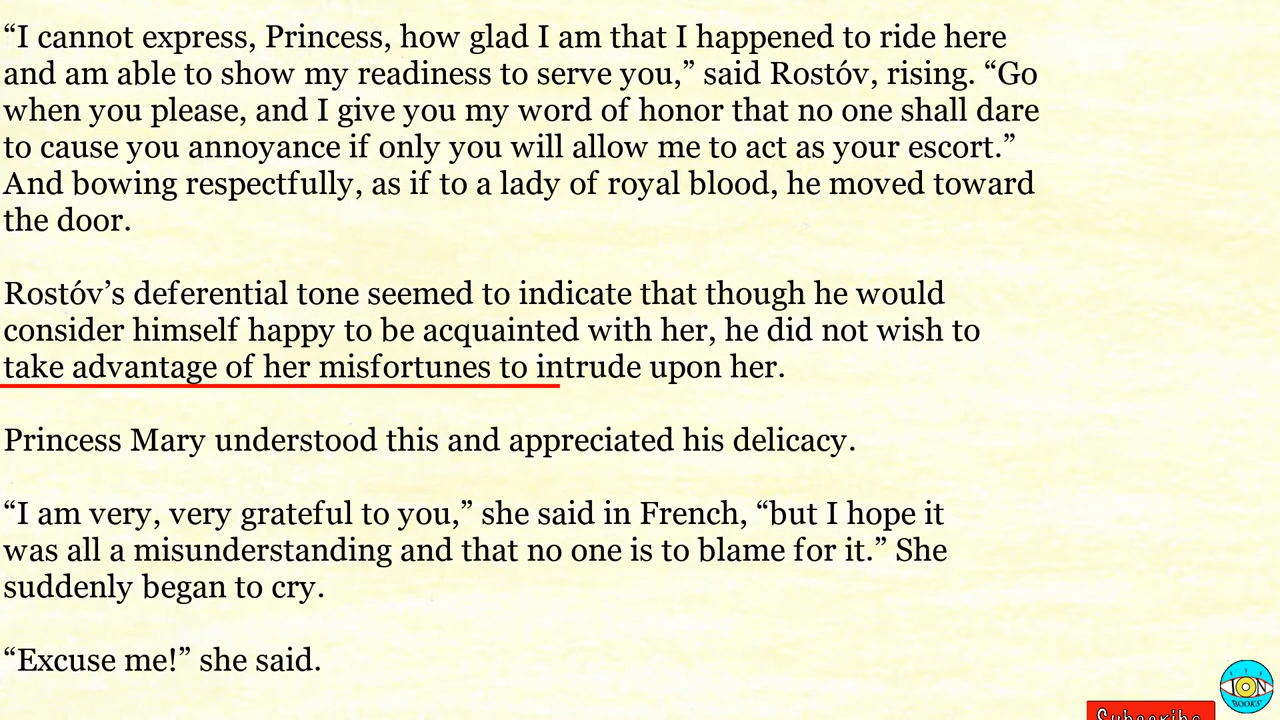 “I cannot express, Princess, how glad I am that I happened to ride here
and am able to show my readiness to serve you,” said Rostóv, rising. “Go
when you please, and I give you my word of honor that no one shall dare
to cause you annoyance if only you will allow me to act as your escort.”
And bowing respectfully, as if to a lady of royal blood, he moved toward
the door.
Rostóv’s deferential tone seemed to indicate that though he would
consider himself happy to be acquainted with her, he did not wish to
take advantage of her misfortunes to intrude upon her.
Princess Mary understood this and appreciated his delicacy.
“I am very, very grateful to you,” she said in French, “but I hope it
was all a misunderstanding and that no one is to blame for it.” She
suddenly began to cry.
“Excuse me!” she said.
ION
BOOKS
Subscribe